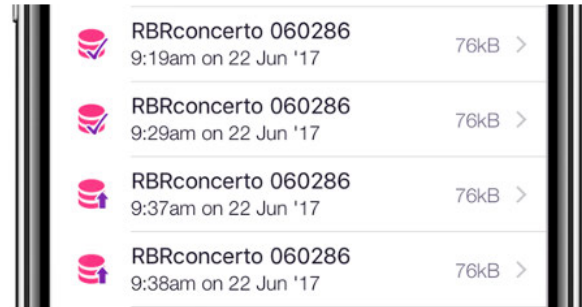 RBRconcerto 060286
9:19am on 22 Jun '17
76kB
RBRconcerto 060286
9:29am on 22 Jun '17
76kB
RBRconcerto 060286
9:37am on 22 Jun '17
76kB
RBRconcerto 060286
9:38am on 22 Jun '17
76kB